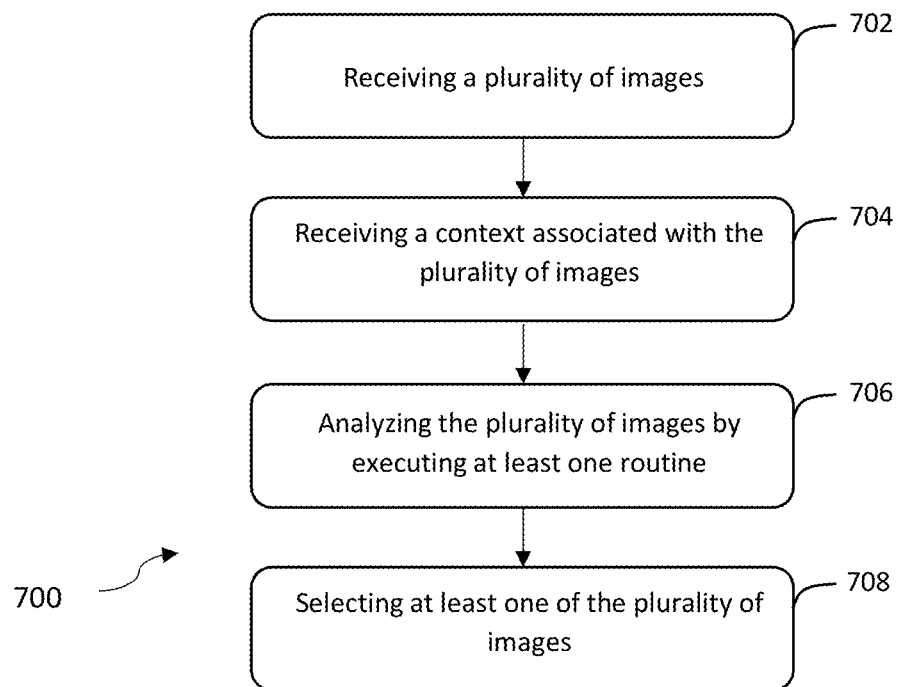 702
Receiving a plurality of images
704
Receiving a context associated with the
plurality of images
706
Analyzing the plurality of images by
executing at least one routine
700
708
Selecting at least one of the plurality of
images